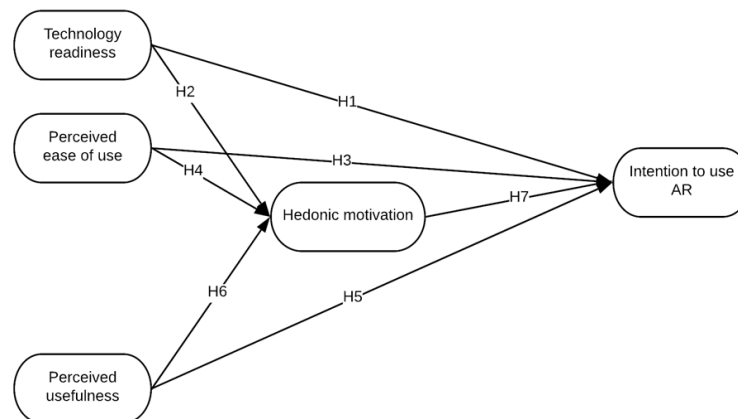 Technology
readiness
H2
H1
Perceived
ease of use
H3
H4
Intention to use
AR
Hedonic motivation
H7
H6
H5
Perceived
usefulness